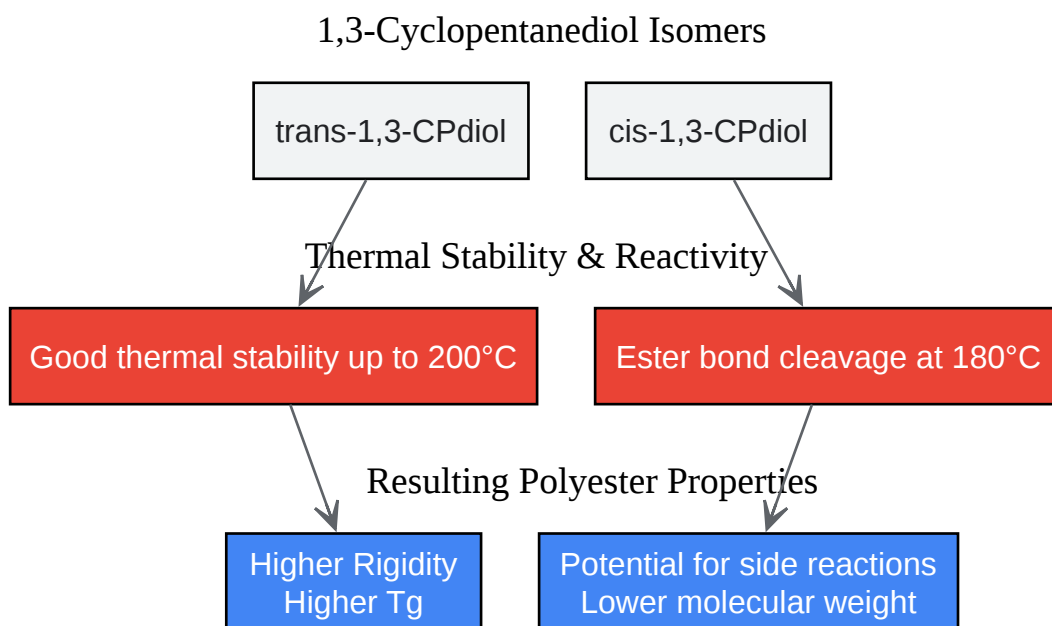 1,3-Cyclopentanediol Isomers
trans-1,3-CPdiol
cis-1,3-CPdiol
Thermal Stability & Reactivity
Good thermal stability up to 200°C
Ester bond cleavage at 180°C
Resulting Polyester Properties
Higher Rigidity
Higher Tg
Potential for side reactions
Lower molecular weight